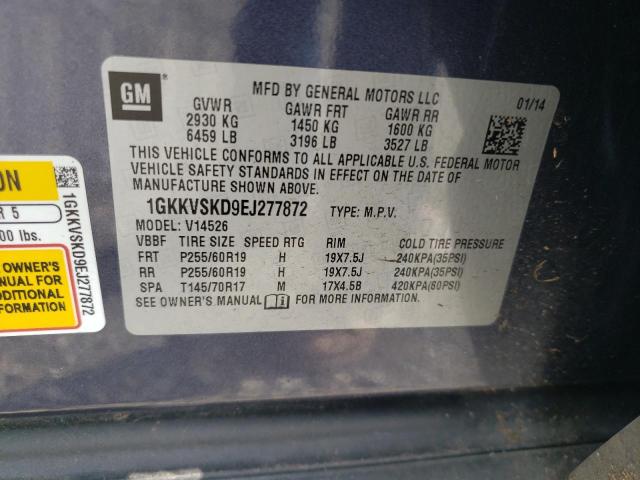 GM
MFD BY GENERAL MOTORS LLC
01/14
GVWR GAWR FRT GAWR RR
2930 KG 1450 KG 1600 KG
6459 LB 3196 LB 3527 LB
THIS VEHICLE CONFORMS TO ALL APPLICABLE U.S. FEDERAL MOTOR
VEHICLE SAFETY STANDARDS IN EFFECT ON THE DATE OF
MANUFACTURE SHOWN ABOVE.
1GKKVSKD9EJ277872 TYPE: M.P.V.
MODEL: V14526
VBBF TIRE SIZE SPEED RTG RIM COLD TIRE PRESSURE
FRT P255/60R19 H 19X7.5J 240KPA(35PSI)
RR P255/60R19 H 19X7.5J 240KPA(35PSI)
SPA T145/70R17 M 17X4.5B 420KPA(60PSI)
SEE OWNER'S MANUAL FOR MORE INFORMATION.
ON
R 5
00 lbs.
OWNER'S
NUAL FOR
DDITIONAL
ORMATION
1GKKVSKD9EJ277872